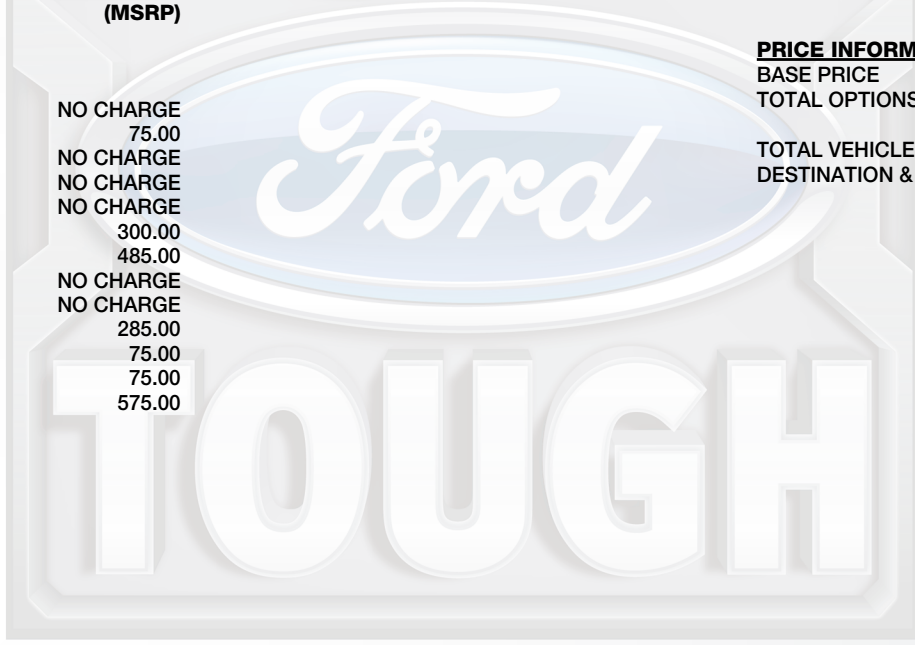 (MSRP)
NO CHARGE
75.00
NO CHARGE
NO CHARGE
NO CHARGE
300.00
485.00
NO CHARGE
NO CHARGE
285.00
75.00
75.00
575.00
PRICE INFORM
BASE PRICE
TOTAL OPTIONS
TOTAL VEHICLE
DESTINATION &
Ford
TOUGH